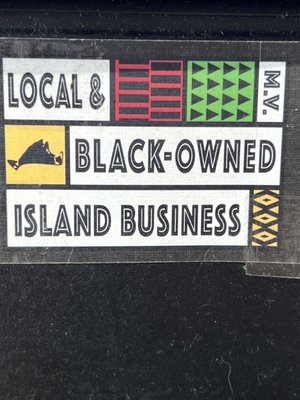 LOCAL &
M.V.
BLACK-OWNED
ISLAND BUSINESS